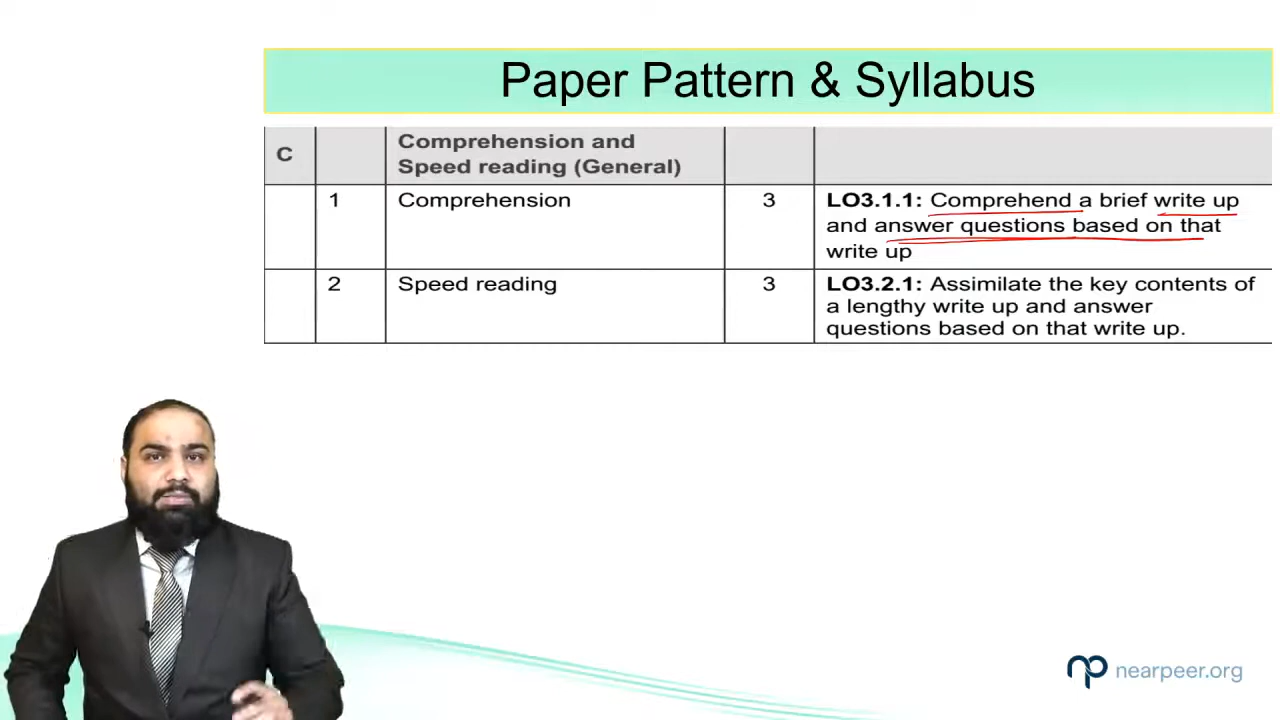 Paper Pattern & Syllabus
C
Comprehension and
Speed reading (General)
1
Comprehension
3
LO3.1.1: Comprehend a brief write up
and answer questions based on that
write up
2
Speed reading
3
LO3.2.1: Assimilate the key contents of
a lengthy write up and answer
questions based on that write up.
np nearpeer.org